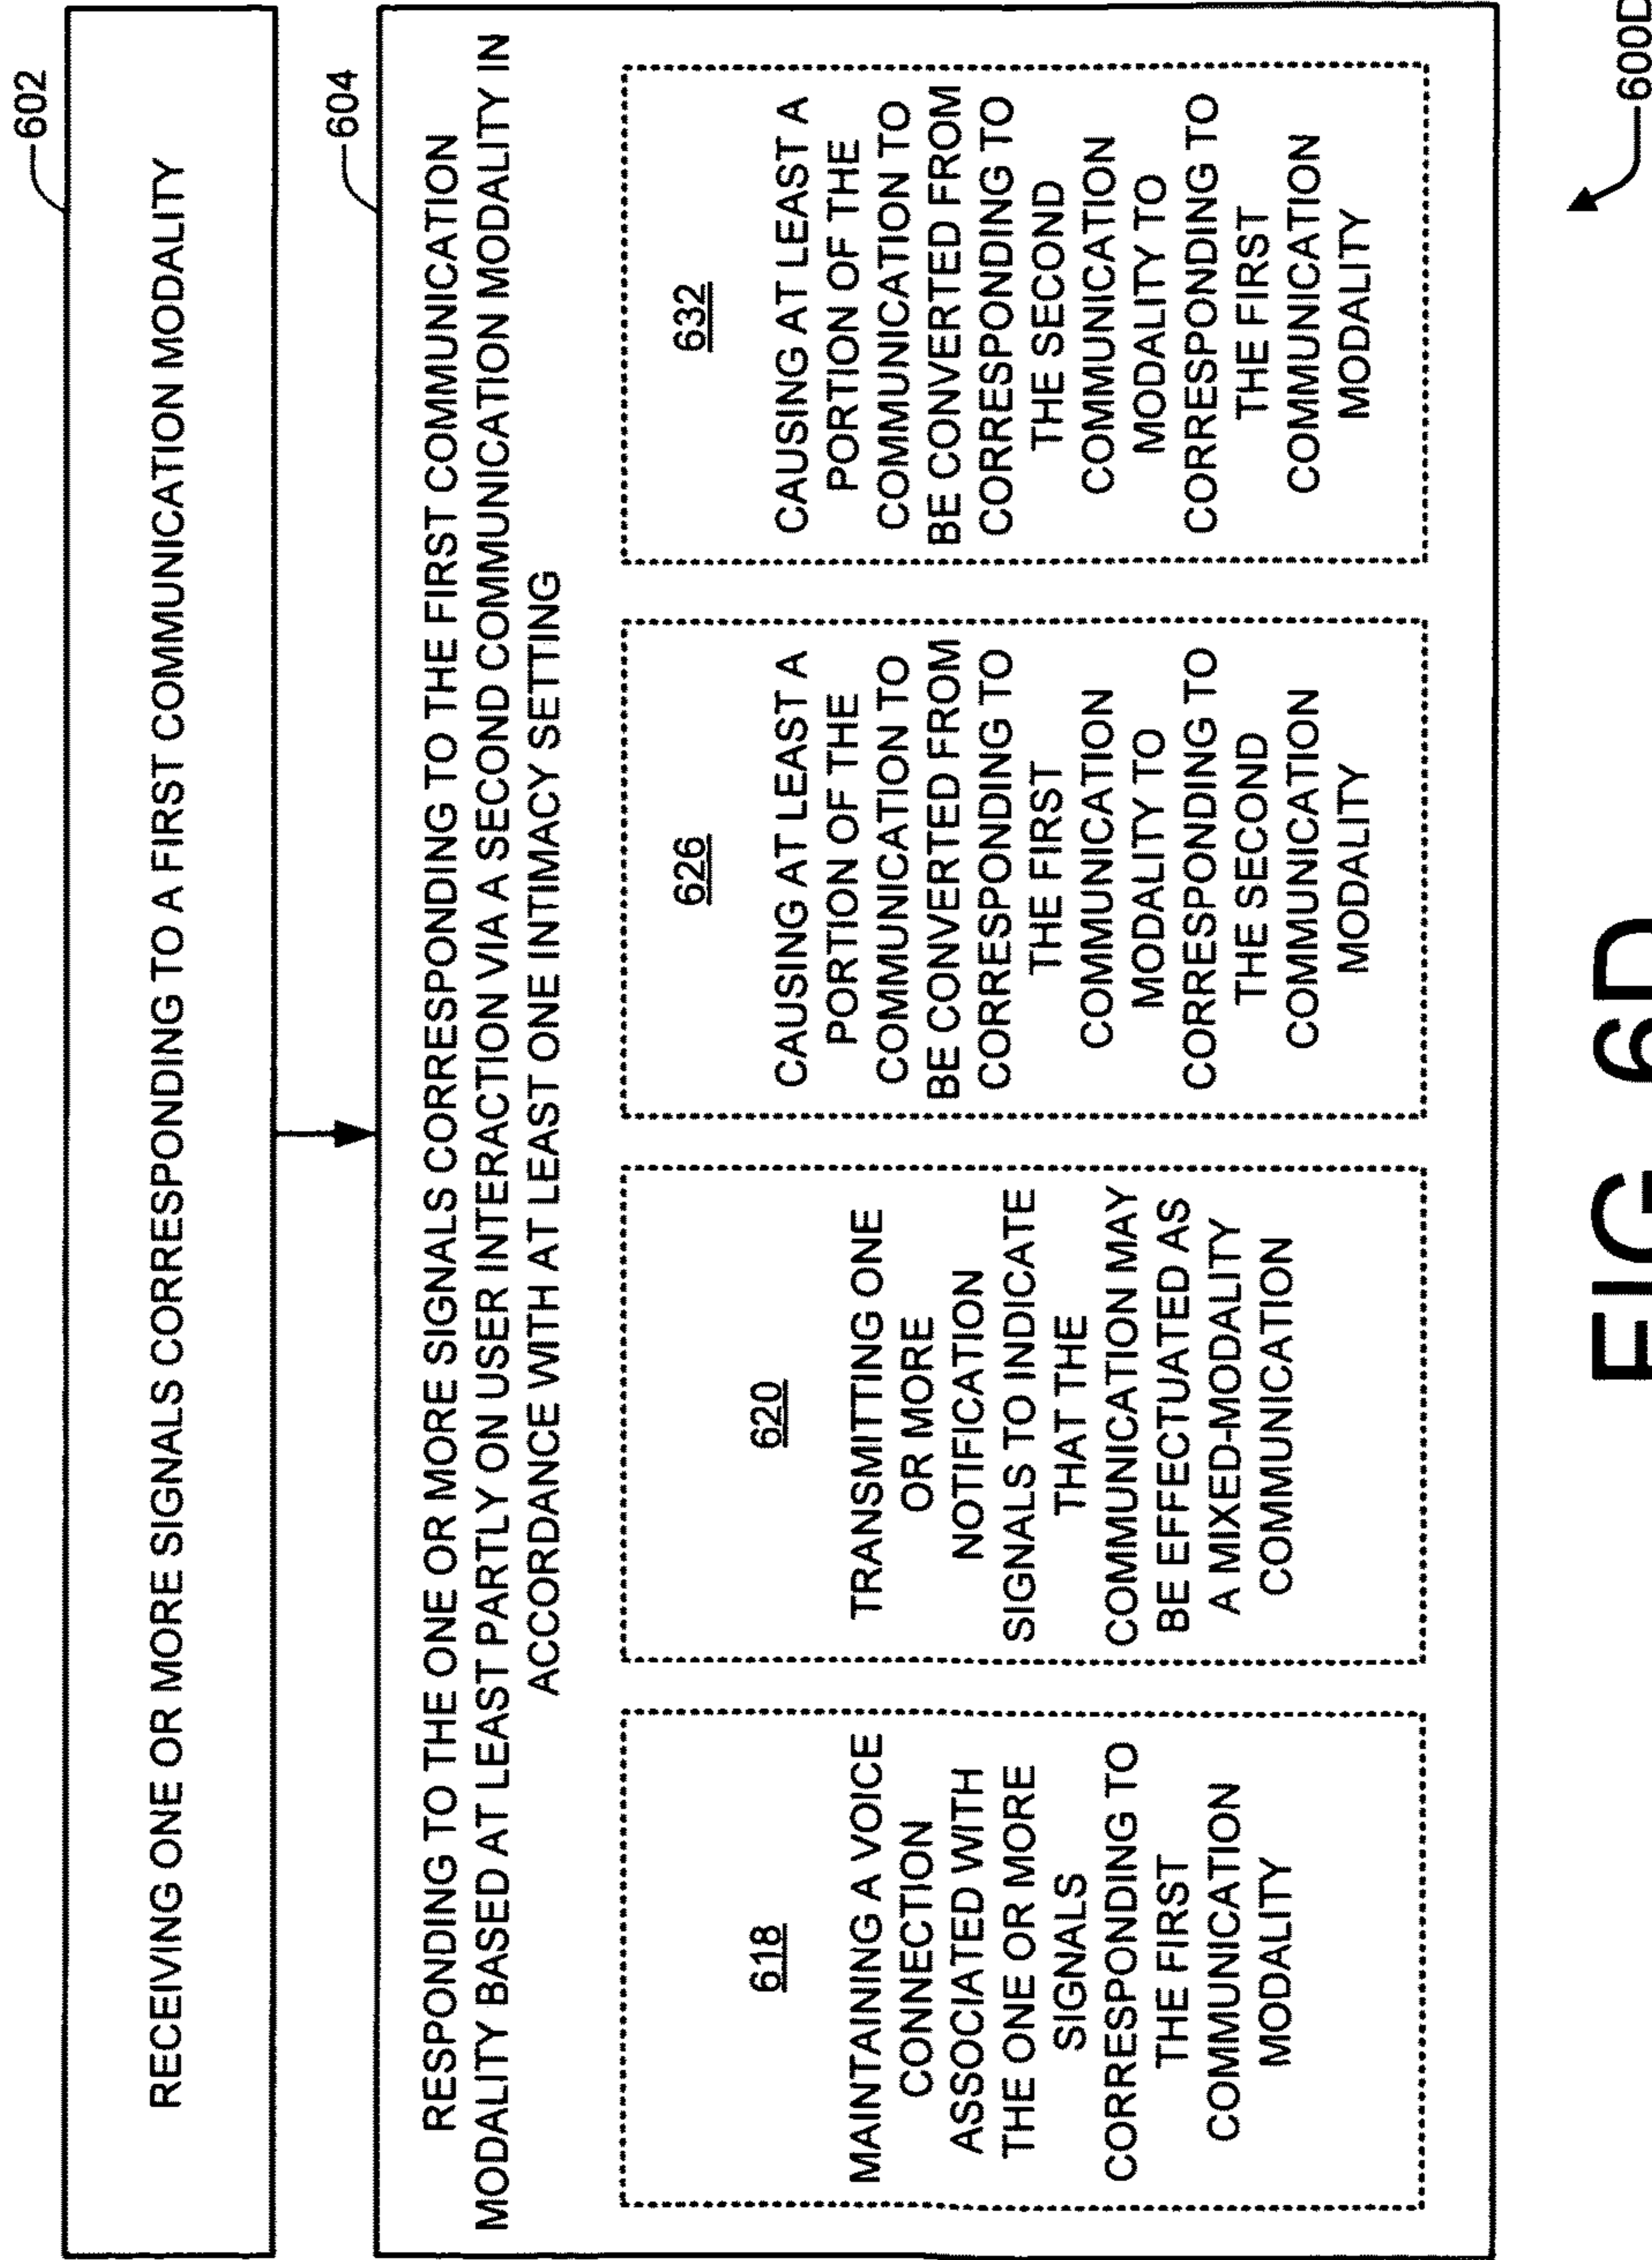 602
RECEIVING ONE OR MORE SIGNALS CORRESPONDING TO A FIRST COMMUNICATION MODALITY
604
RESPONDING TO THE ONE OR MORE SIGNALS CORRESPONDING TO THE FIRST COMMUNICATION
MODALITY BASED AT LEAST PARTLY ON USER INTERACTION VIA A SECOND COMMUNICATION MODALITY IN
ACCORDANCE WITH AT LEAST ONE INTIMACY SETTING
618
MAINTAINING A VOICE
CONNECTION
ASSOCIATED WITH
THE ONE OR MORE
SIGNALS
CORRESPONDING TO
THE FIRST
COMMUNICATION
MODALITY
620
TRANSMITTING ONE
OR MORE
NOTIFICATION
SIGNALS TO INDICATE
THAT THE
COMMUNICATION MAY
BE EFFECTUATED AS
A MIXED-MODALITY
COMMUNICATION
626
CAUSING AT LEAST A
PORTION OF THE
COMMUNICATION TO
BE CONVERTED FROM
CORRESPONDING TO
THE FIRST
COMMUNICATION
MODALITY TO
CORRESPONDING TO
THE SECOND
COMMUNICATION
MODALITY
632
CAUSING AT LEAST A
PORTION OF THE
COMMUNICATION TO
BE CONVERTED FROM
CORRESPONDING TO
THE SECOND
COMMUNICATION
MODALITY TO
CORRESPONDING TO
THE FIRST
COMMUNICATION
MODALITY
600D
FIG. 6D